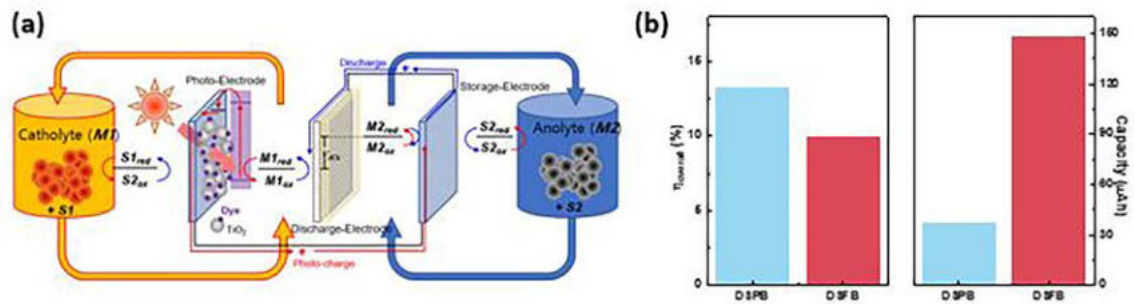 (a)
Discharge
e-
Photo-Electrode
Storage-Electrode
Catholyte (M1)
S1red
S2ox
+ S1
M1red
M1ox
M2red
M2ox
S2red
S2ox
Anolyte (M2)
+ S2
Dye
TiO2
Discharge-Electrode
e-
Photo-charge
(b)
ηoverall (%)
15
10
5
0
DSPB
DSFB
160
120
90
60
30
0
Capacity (μAh)
DSPB
DSFB